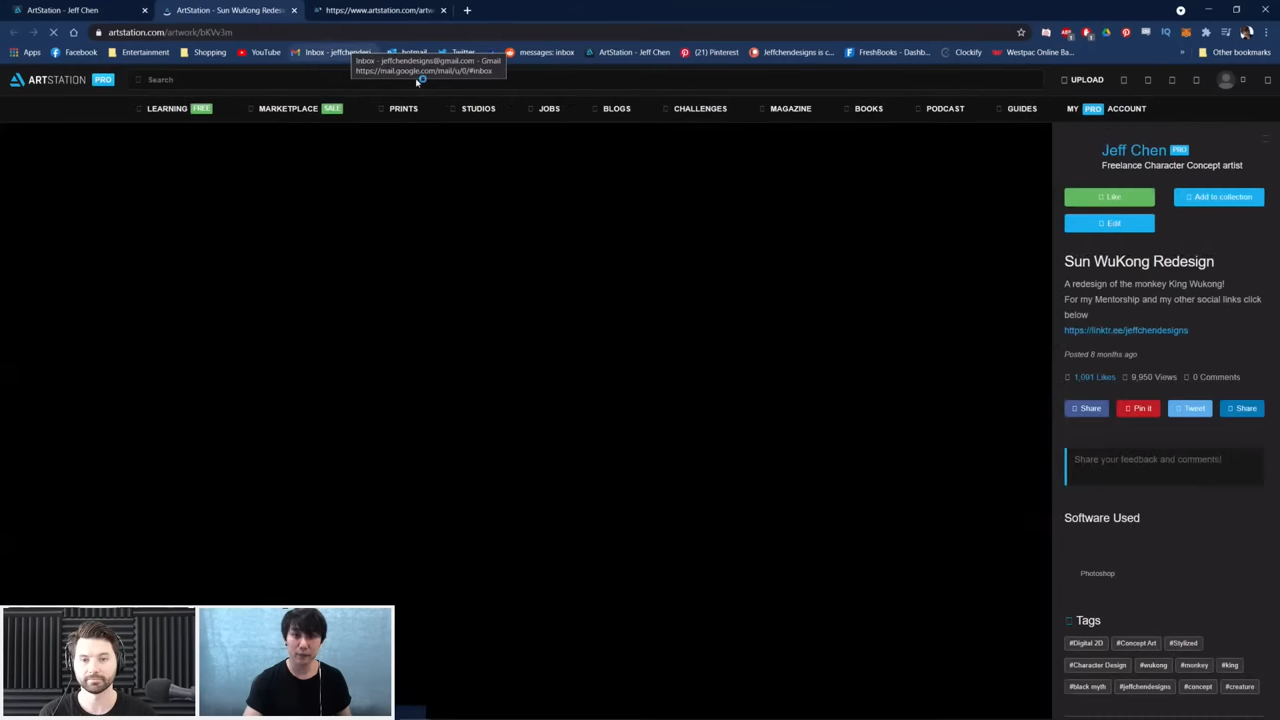 ArtStation - Jeff Chen
ArtStation - Sun WuKong Redes
https://www.artstation.com/artw
artstation.com/artwork/bKVv3m
Apps
Facebook
Entertainment
Shopping
YouTube
Inbox - jeffchendesi
hotmail
Twitter
messages: inbox
ArtStation - Jeff Chen
(21) Pinterest
Jeffchendesigns is c...
FreshBooks - Dashb...
Clockify
Westpac Online Ba...
Other bookmarks
Inbox - jeffchendesigns@gmail.com - Gmail
https://mail.google.com/mail/u/0/#inbox
ARTSTATION PRO
Search
UPLOAD
LEARNING FREE
MARKETPLACE SALE
PRINTS
STUDIOS
JOBS
BLOGS
CHALLENGES
MAGAZINE
BOOKS
PODCAST
GUIDES
MY PRO ACCOUNT
Jeff Chen PRO
Freelance Character Concept artist
Like
Add to collection
Edit
Sun WuKong Redesign
A redesign of the monkey King Wukong!
For my Mentorship and my other social links click
below
https://linktr.ee/jeffchendesigns
Posted 8 months ago
1,091 Likes 9,950 Views 0 Comments
Share Pin it Tweet Share
Share your feedback and comments!
Software Used
Photoshop
Tags
#Digital 2D #Concept Art #Stylized
#Character Design #wukong #monkey #king
#black myth #jeffchendesigns #concept #creature